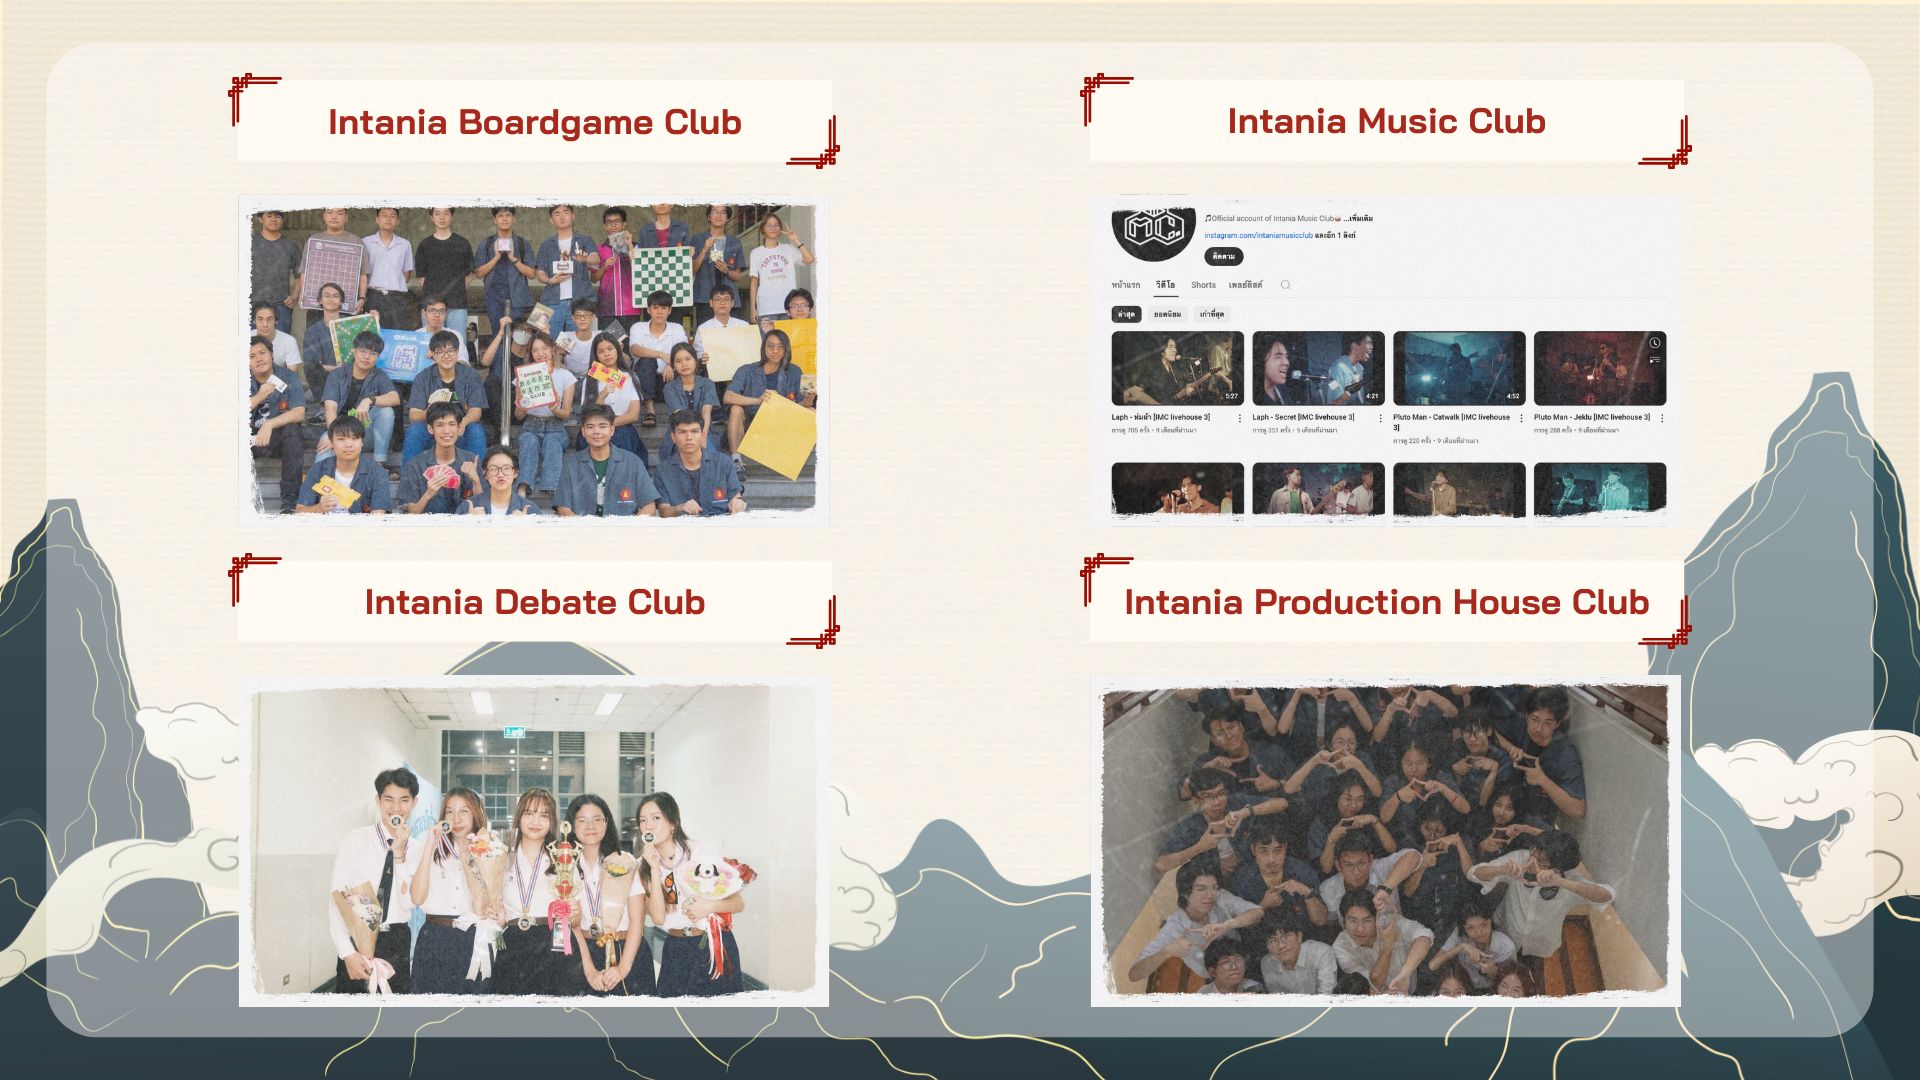 Intania Boardgame Club
Intania Music Club
🎵Official account of Intania Music Club🥁 ...เพิ่มเติม
instagram.com/intaniamusicclub และอีก 1 ลิงก์
ติดตาม
หน้าแรก วิดีโอ Shorts เพลย์ลิสต์
ล่าสุด ยอดนิยม เก่าที่สุด
5:27 4:21 4:52
Laph - พ่มผ้า [IMC livehouse 3]
การดู 705 ครั้ง • 9 เดือนที่ผ่านมา
Laph - Secret [IMC livehouse 3]
การดู 351 ครั้ง • 9 เดือนที่ผ่านมา
Pluto Man - Catwalk [IMC livehouse 3]
การดู 220 ครั้ง • 9 เดือนที่ผ่านมา
Pluto Man - Jeklu [IMC livehouse 3]
การดู 288 ครั้ง • 9 เดือนที่ผ่านมา
BOARD
GAME
CLUB
Intania Debate Club
Intania Production House Club